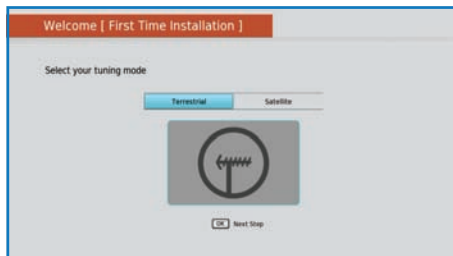 Welcome [ First Time Installation ]
Select your tuning mode
Terrestrial Satellite
OK Next Step